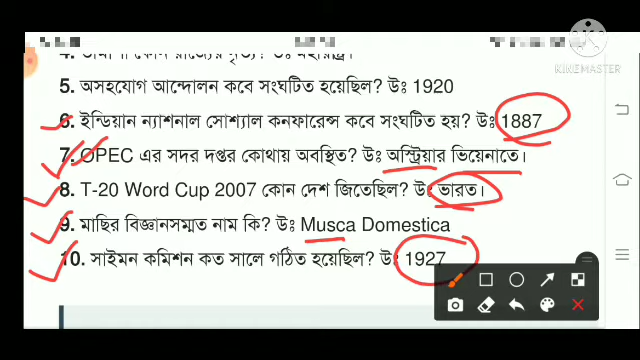 KINEMASTER
4. তামাশা কোন রাজ্যের নৃত্য? উঃ মহারাষ্ট্র।
5. অসহযোগ আন্দোলন কবে সংঘটিত হয়েছিল? উঃ 1920
6. ইন্ডিয়ান ন্যাশনাল সোশ্যাল কনফারেন্স কবে সংঘটিত হয়? উঃ 1887
7. OPEC এর সদর দপ্তর কোথায় অবস্থিত? উঃ অস্ট্রিয়ার ভিয়েনাতে।
8. T-20 Word Cup 2007 কোন দেশ জিতেছিল? উঃ ভারত।
9. মাছির বিজ্ঞানসম্মত নাম কি? উঃ Musca Domestica
10. সাইমন কমিশন কত সালে গঠিত হয়েছিল? উঃ 1927